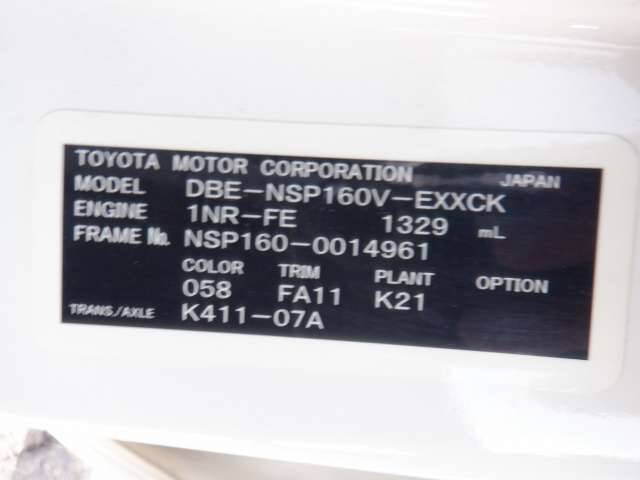 TOYOTA MOTOR CORPORATION JAPAN
MODEL DBE-NSP160V-EXXCK
ENGINE 1NR-FE 1329 mL
FRAME No. NSP160-0014961
COLOR TRIM PLANT OPTION
058 FA11 K21
TRANS./AXLE K411-07A